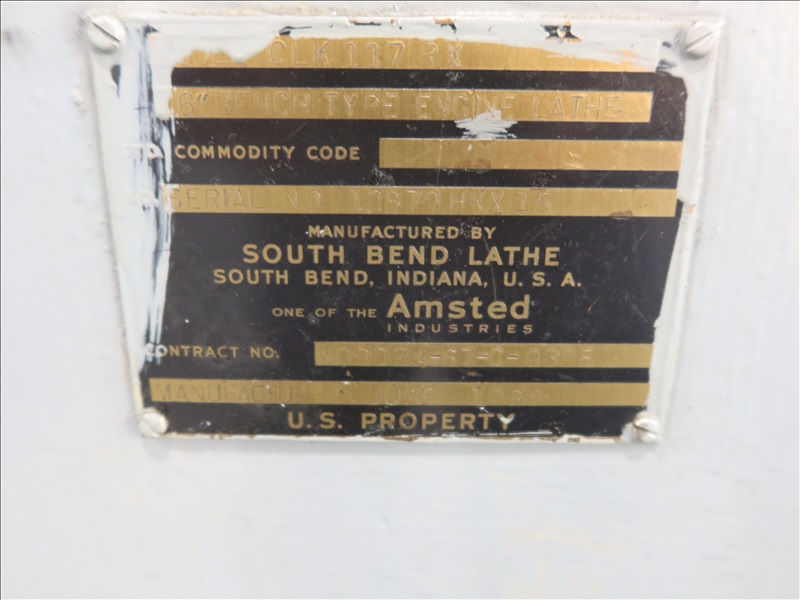 CLK 117 RX
6" BENCH TYPE ENGINE LATHE
COMMODITY CODE
SERIAL NO
MANUFACTURED BY
SOUTH BEND LATHE
SOUTH BEND, INDIANA, U. S. A.
ONE OF THE Amsted
INDUSTRIES
CONTRACT NO.
U.S. PROPERTY